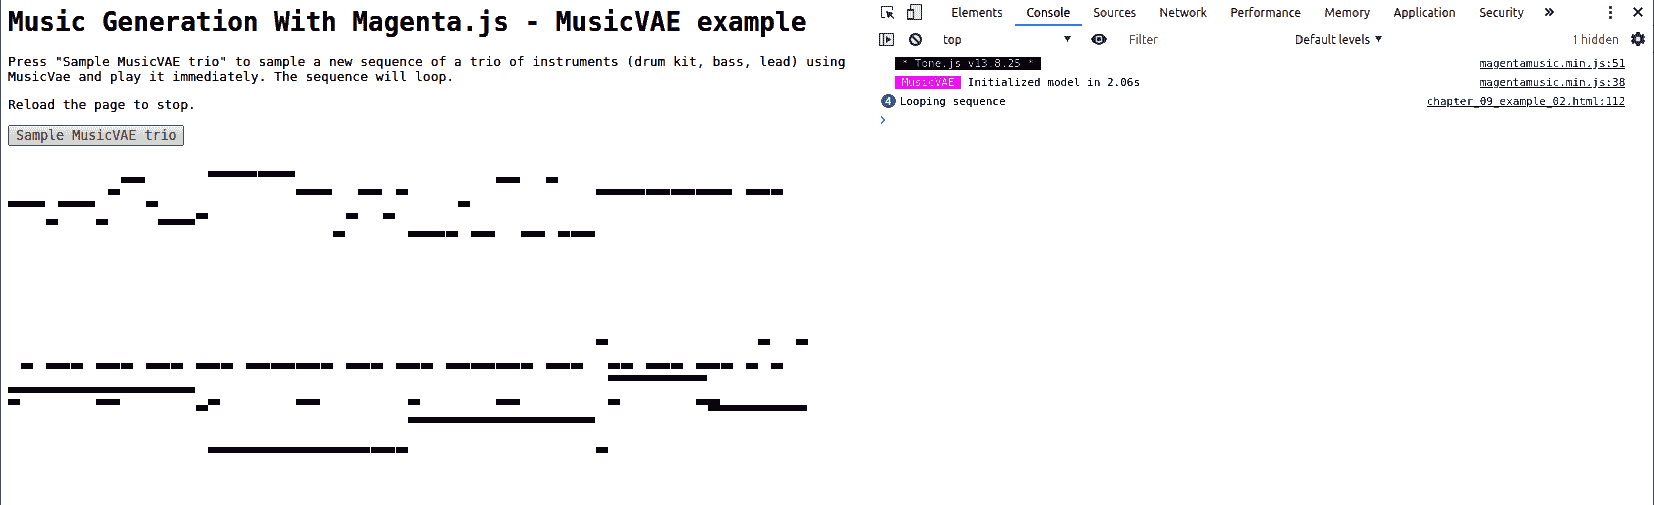 Music Generation With Magenta.js - MusicVAE example
Press "Sample MusicVAE trio" to sample a new sequence of a trio of instruments (drum kit, bass, lead) using
MusicVae and play it immediately. The sequence will loop.
Reload the page to stop.
Sample MusicVAE trio
Elements Console Sources Network Performance Memory Application Security »
top Filter Default levels 1 hidden
* Tone.js v13.8.25 * magentamusic.min.js:51
MusicVAE Initialized model in 2.06s magentamusic.min.js:38
4 Looping sequence chapter_09_example_02.html:112
>